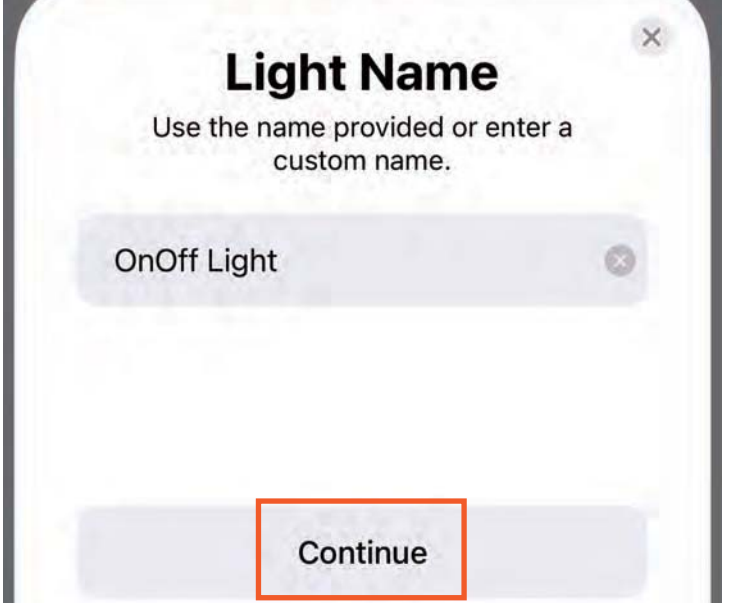 Light Name
Use the name provided or enter a
custom name.
OnOff Light
Continue